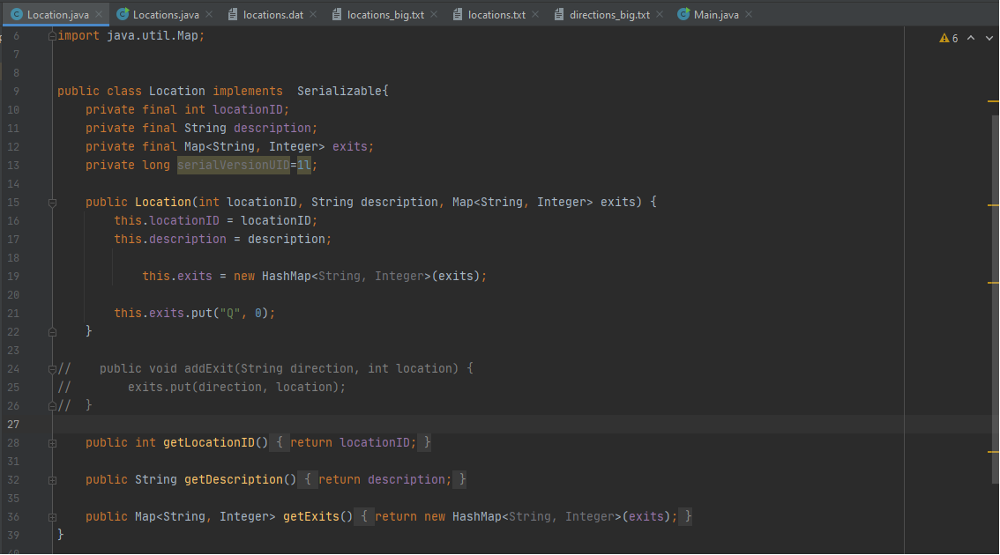 Location.java Locations.java locations.dat locations_big.txt locations.txt directions_big.txt Main.java
6 import java.util.Map; 6
7
8
9 public class Location implements  Serializable{
10     private final int locationID;
11     private final String description;
12     private final Map<String, Integer> exits;
13     private long serialVersionUID=1l;
14
15     public Location(int locationID, String description, Map<String, Integer> exits) {
16         this.locationID = locationID;
17         this.description = description;
18
19             this.exits = new HashMap<String, Integer>(exits);
20
21         this.exits.put("Q", 0);
22     }
23
24 //    public void addExit(String direction, int location) {
25 //        exits.put(direction, location);
26 //  }
27
28     public int getLocationID() { return locationID; }
31
32     public String getDescription() { return description; }
35
36     public Map<String, Integer> getExits() { return new HashMap<String, Integer>(exits); }
39 }
40